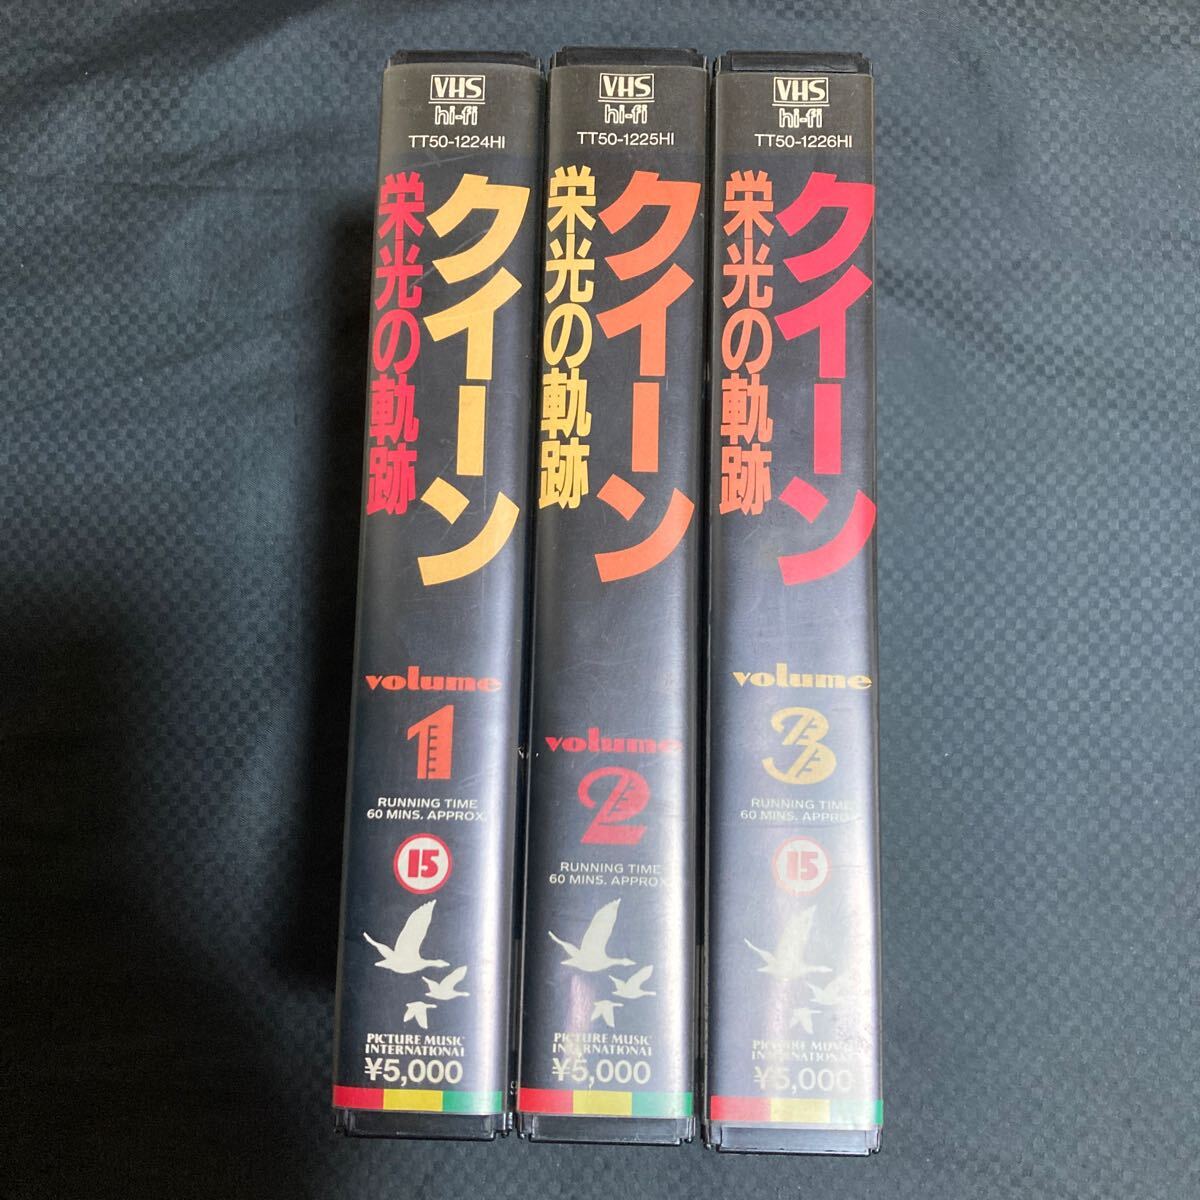 VHS
hi-fi
TT50-1224HI
クイーン
栄光の軌跡
volume
1
RUNNING TIME
60 MINS. APPROX.
15
PICTURE MUSIC
INTERNATIONAL
¥5,000
VHS
hi-fi
TT50-1225HI
クイーン
栄光の軌跡
volume
2
RUNNING TIME
60 MINS. APPROX.
PICTURE MUSIC
INTERNATIONAL
¥5,000
VHS
hi-fi
TT50-1226HI
クイーン
栄光の軌跡
volume
3
RUNNING TIME
60 MINS. APPROX.
15
PICTURE MUSIC
INTERNATIONAL
¥5,000